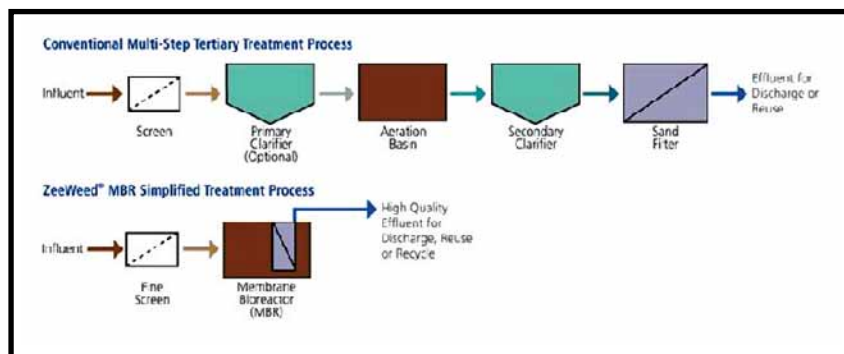 Conventional Multi-Step Tertiary Treatment Process
Influent
Screen
Primary
Clarifier
(Optional)
Aeration
Basin
Secondary
Clarifier
Sand
Filter
Effluent for
Discharge or
Reuse
ZeeWeed® MBR Simplified Treatment Process
Influent
Fine
Screen
Membrane
Bioreactor
(MBR)
High Quality
Effluent for
Discharge, Reuse
or Recycle